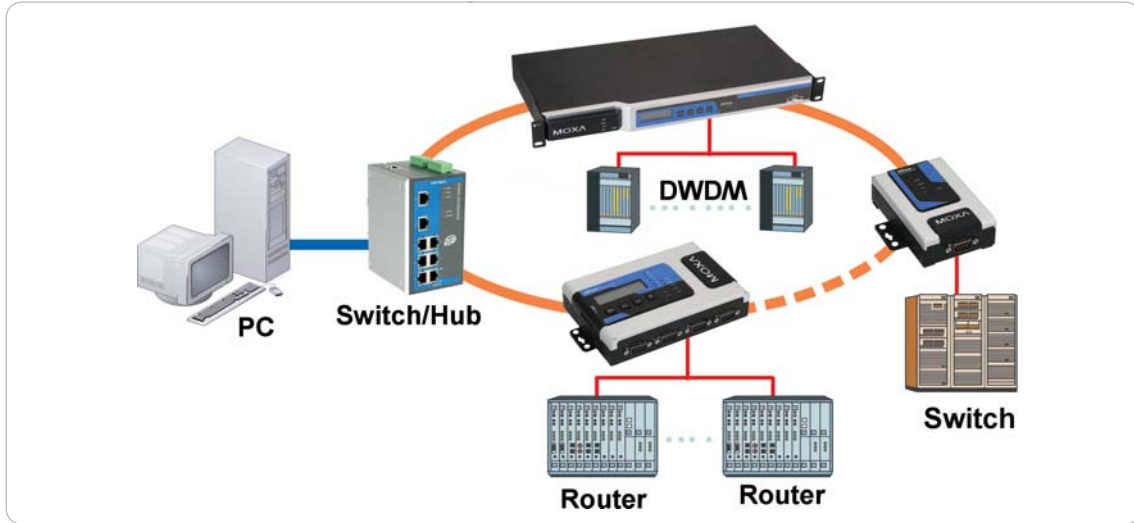 MOXA
DWDM
MOXA
MOXA
PC
Switch/Hub
Switch
Router
Router